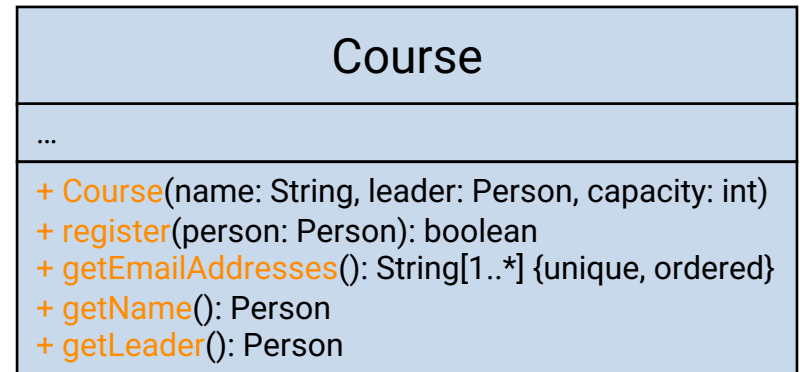 Course
…
+ Course(name: String, leader: Person, capacity: int)
+ register(person: Person): boolean
+ getEmailAddresses(): String[1..*] {unique, ordered}
+ getName(): Person
+ getLeader(): Person